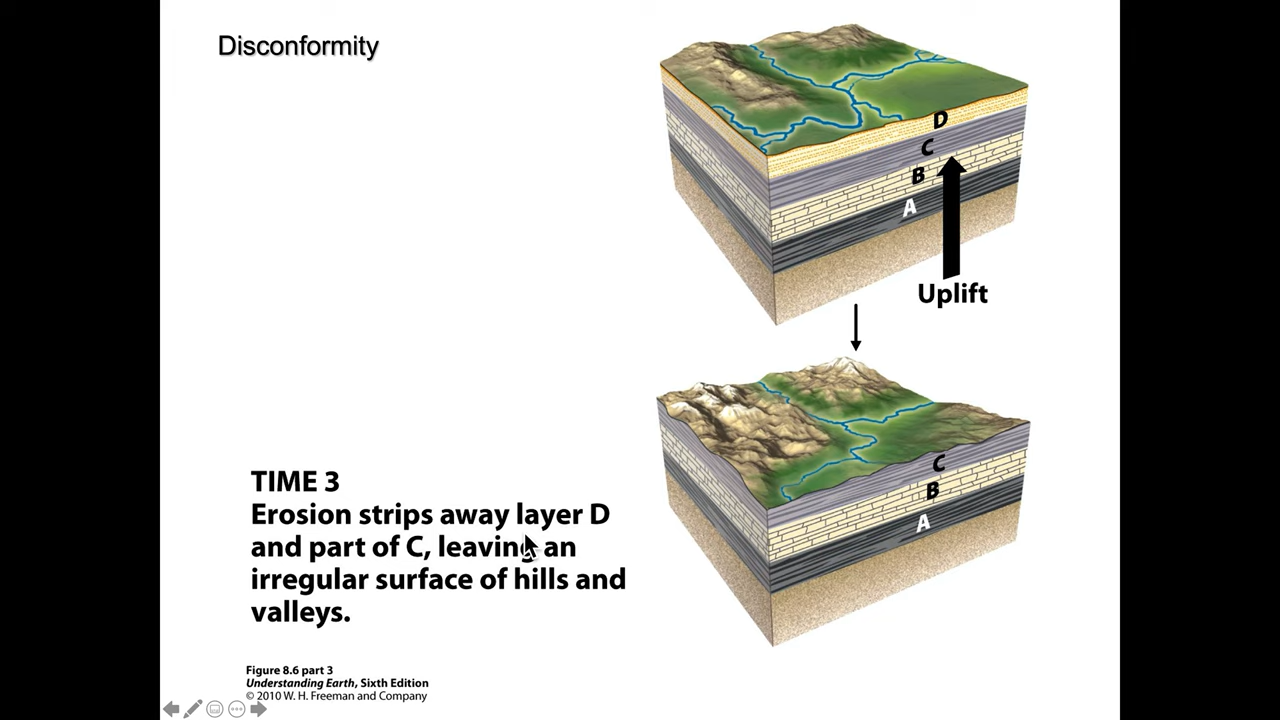 Disconformity
D
C
B
A
Uplift
C
B
A
TIME 3
Erosion strips away layer D
and part of C, leaving an
irregular surface of hills and
valleys.
Figure 8.6 part 3
Understanding Earth, Sixth Edition
© 2010 W. H. Freeman and Company